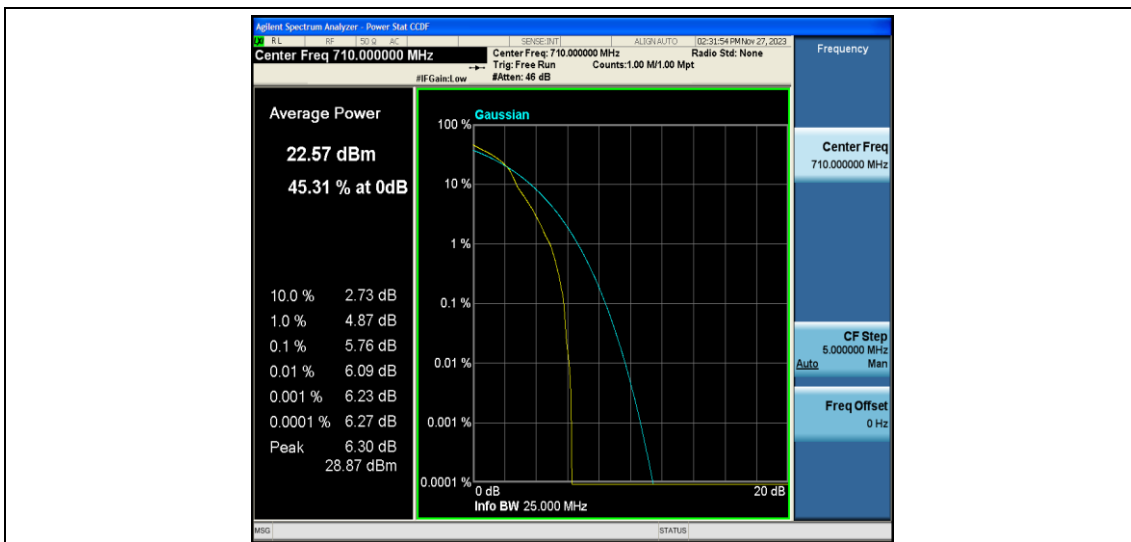 Agilent Spectrum Analyzer - Power Stat CCDF
RL RF 50 Ω AC SENSE:INT ALIGN AUTO 02:31:54 PM Nov 27, 2023
Center Freq 710.000000 MHz
Center Freq: 710.000000 MHz Radio Std: None
Trig: Free Run Counts:1.00 M/1.00 Mpt
#IFGain:Low #Atten: 46 dB
Frequency
Average Power
22.57 dBm
45.31 % at 0dB
10.0 % 2.73 dB
1.0 % 4.87 dB
0.1 % 5.76 dB
0.01 % 6.09 dB
0.001 % 6.23 dB
0.0001 % 6.27 dB
Peak 6.30 dB
28.87 dBm
Gaussian
100 %
10 %
1 %
0.1 %
0.01 %
0.001 %
0.0001 %
0 dB 20 dB
Info BW 25.000 MHz
Center Freq
710.000000 MHz
CF Step
5.000000 MHz
Auto Man
Freq Offset
0 Hz
MSG STATUS